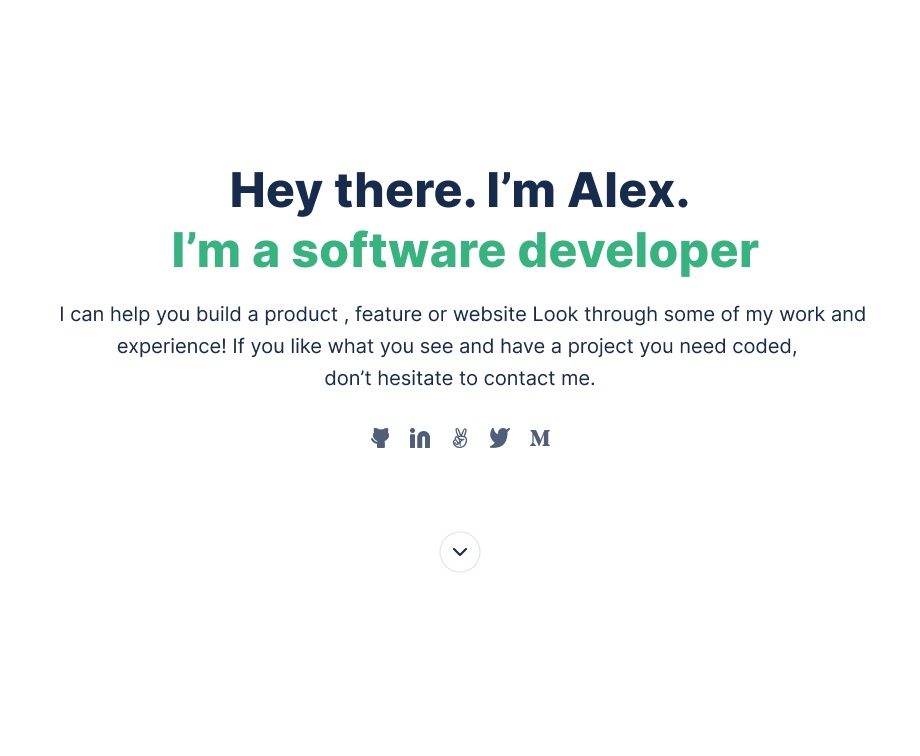 Hey there. I’m Alex.
I’m a software developer
I can help you build a product , feature or website Look through some of my work and
experience! If you like what you see and have a project you need coded,
don’t hesitate to contact me.